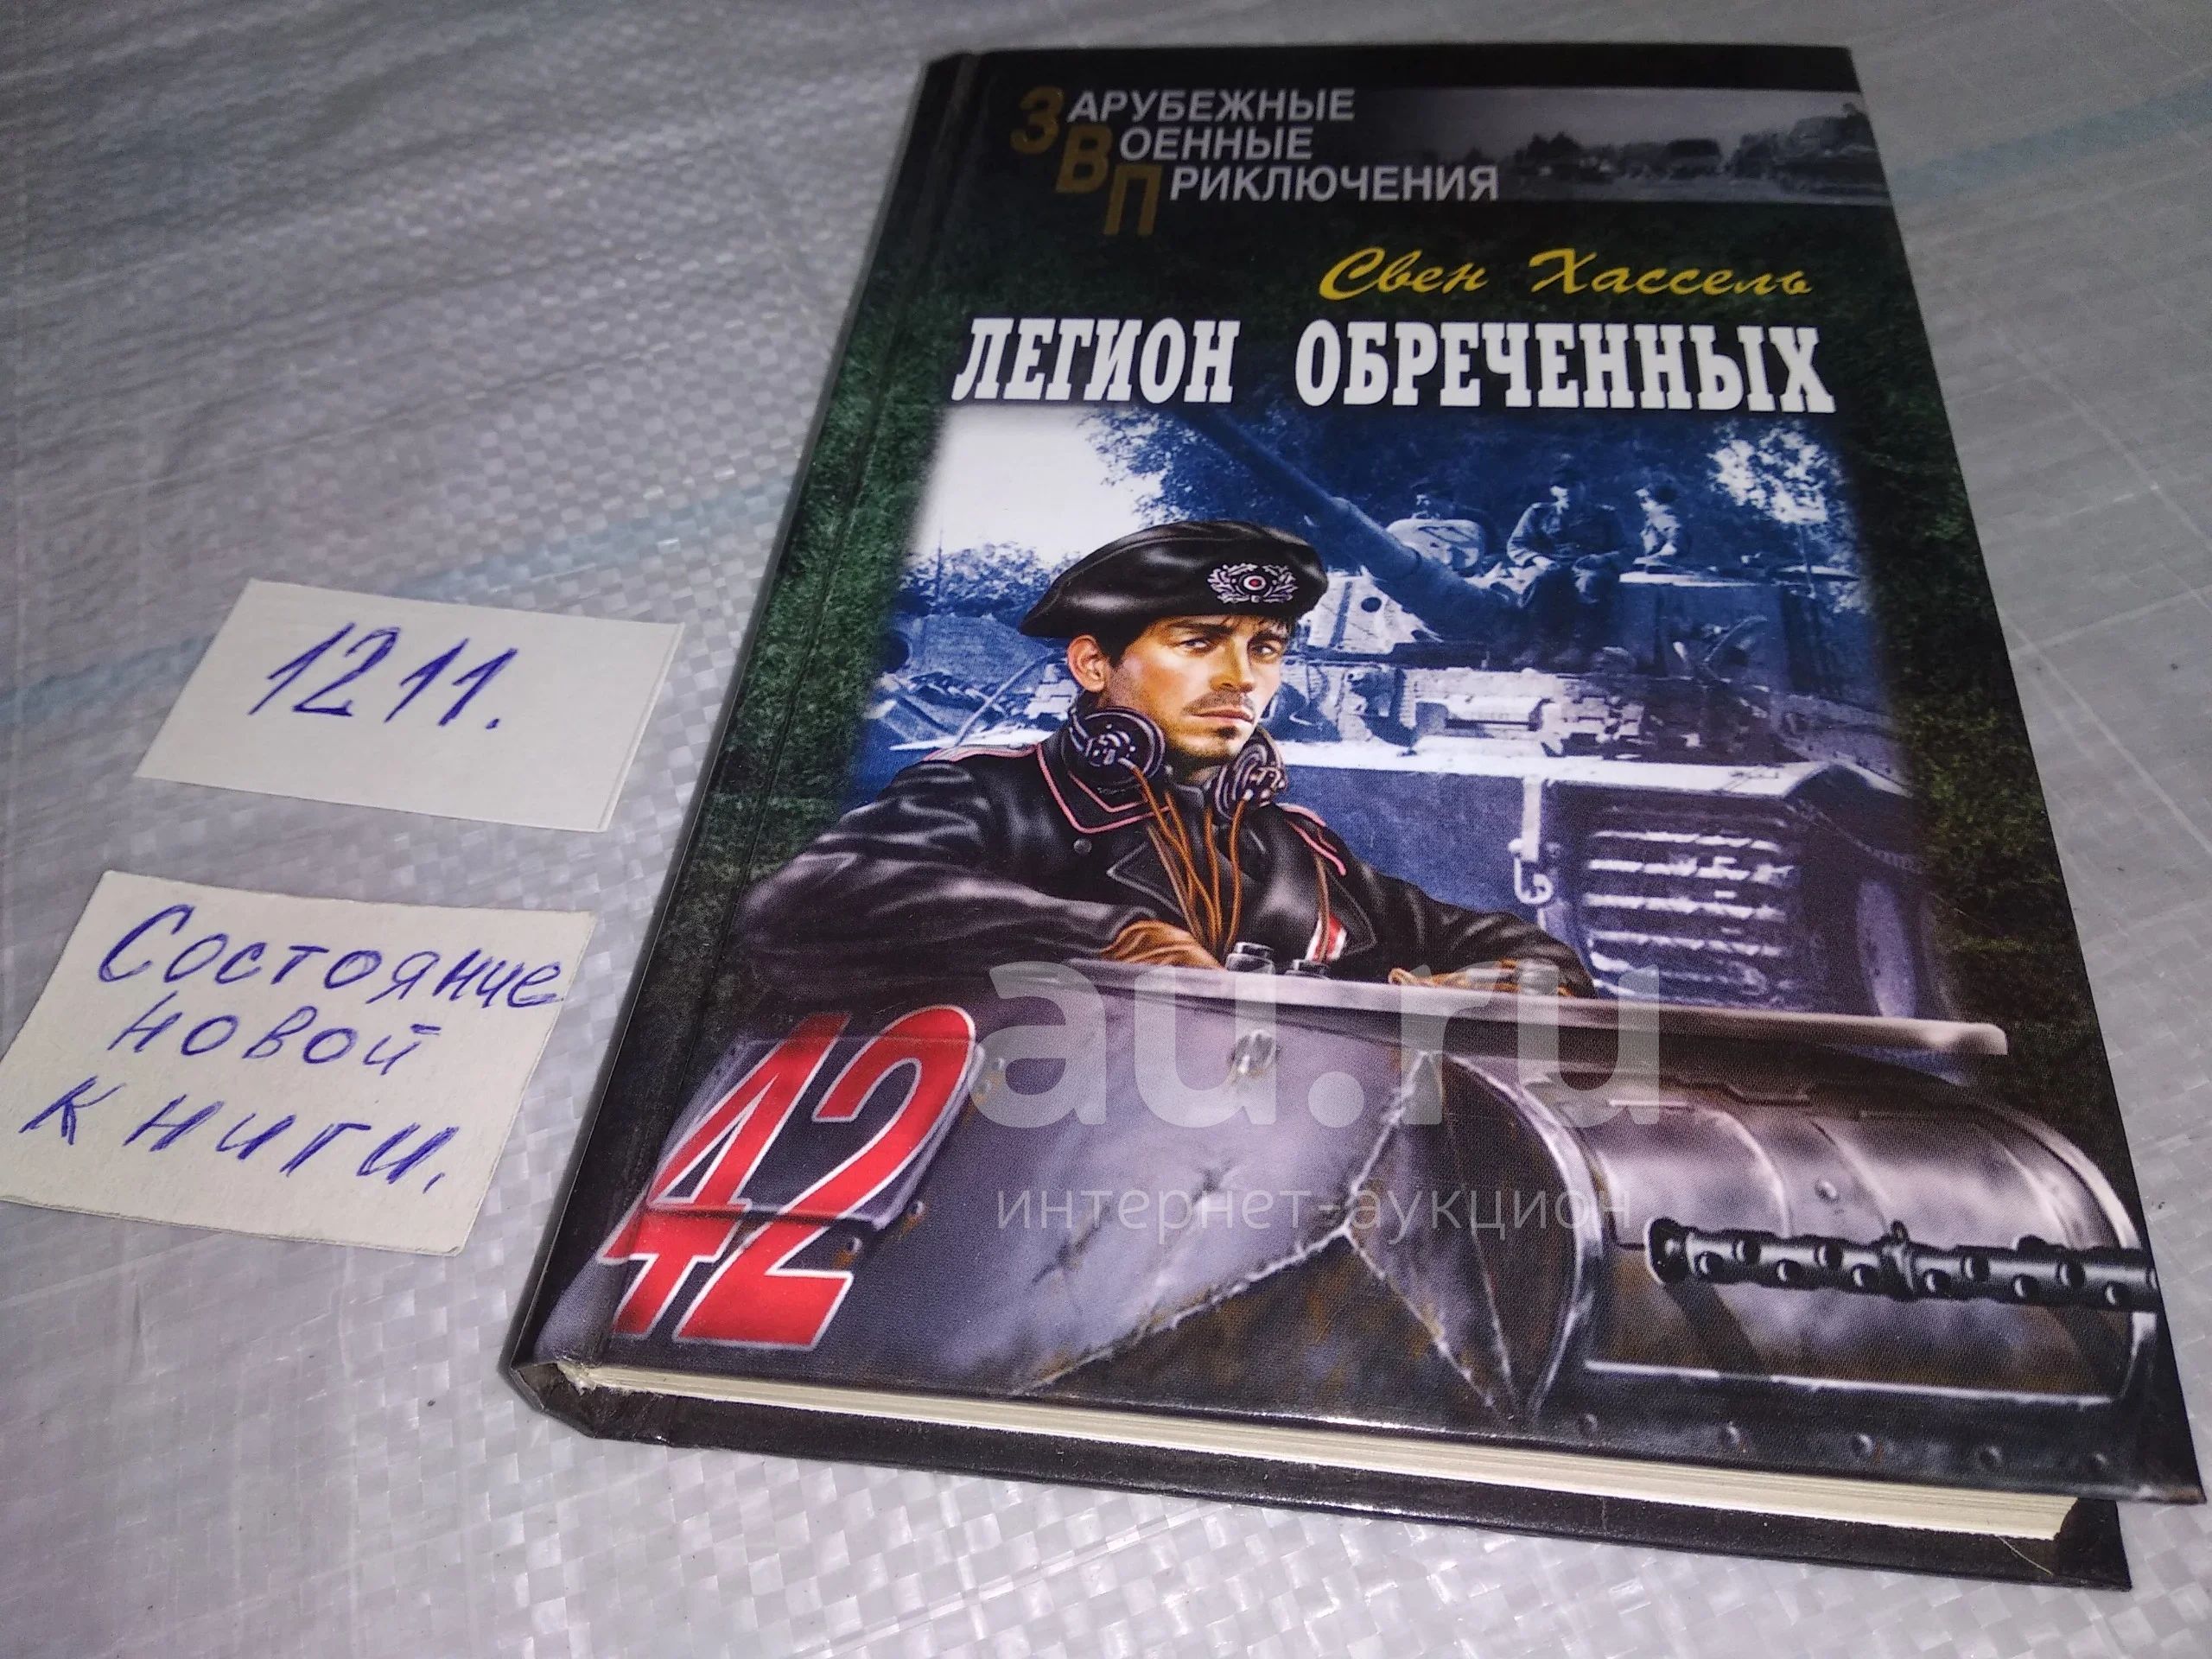 ЗАРУБЕЖНЫЕ
ВОЕННЫЕ
ПРИКЛЮЧЕНИЯ
Свен Хассель
ЛЕГИОН ОБРЕЧЕННЫХ
1211.
Состояние
новой
книги.
42
au.ru
интернет-аукцион